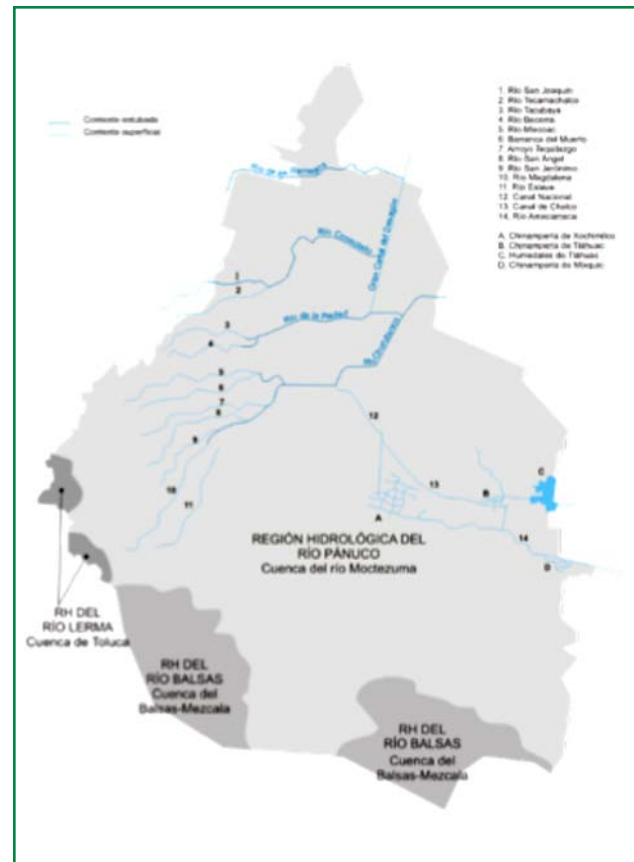 Corriente entubada
Corriente superficial
1. Río San Joaquín
2. Río Tecamachalco
3. Río Tacubaya
4. Río Becerra
5. Río Mixcoac
6. Barranca del Muerto
7. Arroyo Tequilazgo
8. Río San Ángel
9. Río San Jerónimo
10. Río Magdalena
11. Río Eslava
12. Canal Nacional
13. Canal de Chalco
14. Río Amecameca
A. Chinampería de Xochimilco
B. Chinampería de Tláhuac
C. Humedales de Tláhuac
D. Chinampería de Mixquic
Río de los Remedios
Río Consulado
Gran Canal del Desagüe
Río de la Piedad
Río Churubusco
1
2
3
4
5
6
7
8
9
10
11
12
13
14
A
B
C
D
REGIÓN HIDROLÓGICA DEL
RÍO PÁNUCO
Cuenca del río Moctezuma
RH DEL
RÍO LERMA
Cuenca de Toluca
RH DEL
RÍO BALSAS
Cuenca del
Balsas-Mezcala
RH DEL
RÍO BALSAS
Cuenca del
Balsas-Mezcala